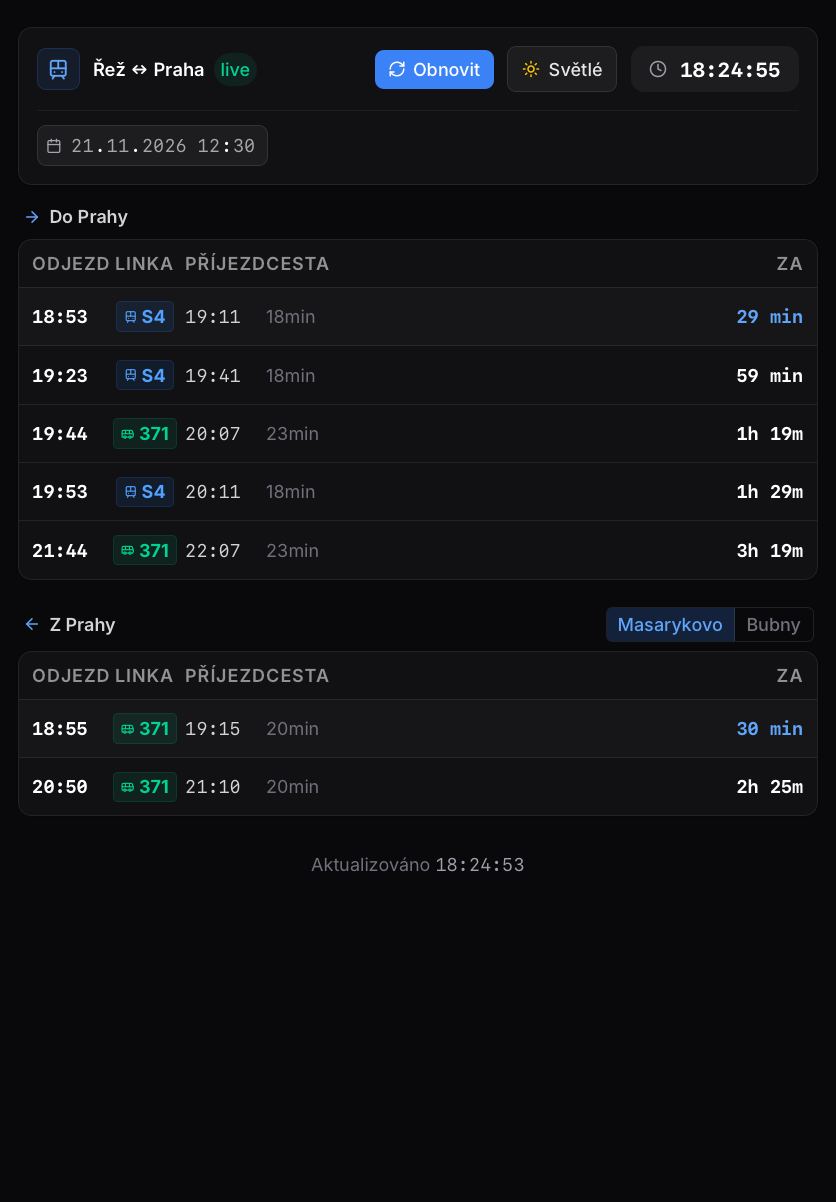 Řež ↔ Praha live Obnovit Světlé 18:24:55
21.11.2026 12:30
→ Do Prahy
ODJEZD LINKA PŘÍJEZD CESTA ZA
18:53 S4 19:11 18min 29 min
19:23 S4 19:41 18min 59 min
19:44 371 20:07 23min 1h 19m
19:53 S4 20:11 18min 1h 29m
21:44 371 22:07 23min 3h 19m
← Z Prahy Masarykovo Bubny
ODJEZD LINKA PŘÍJEZD CESTA ZA
18:55 371 19:15 20min 30 min
20:50 371 21:10 20min 2h 25m
Aktualizováno 18:24:53